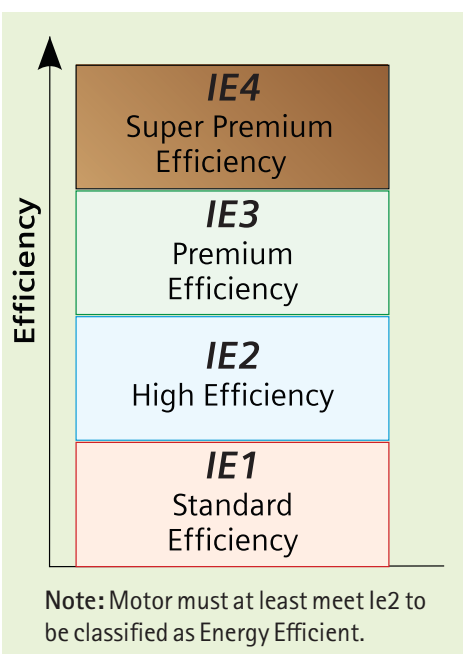 Efficiency
IE4
Super Premium
Efficiency
IE3
Premium
Efficiency
IE2
High Efficiency
IE1
Standard
Efficiency
Note: Motor must at least meet Ie2 to
be classified as Energy Efficient.